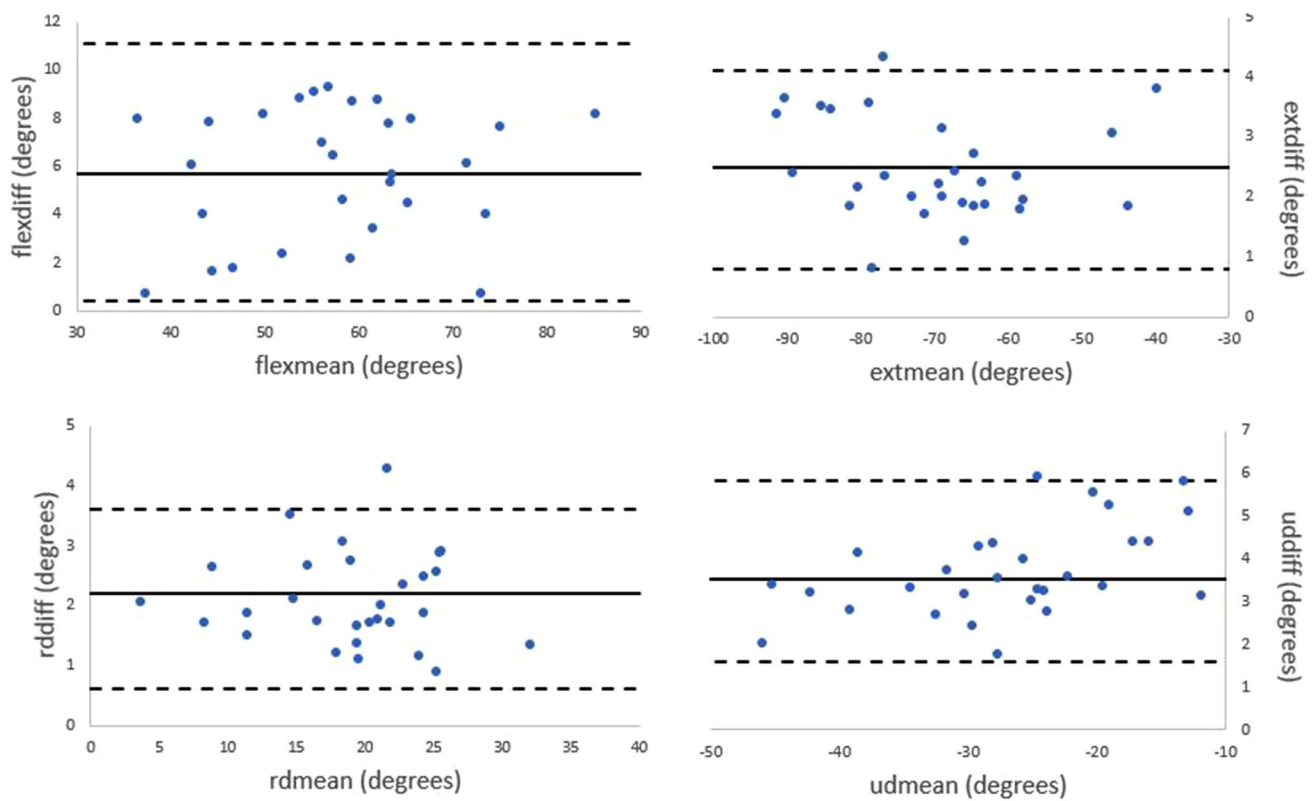 12
10
8
6
4
2
0
flexdiff (degrees)
30 40 50 60 70 80 90
flexmean (degrees)
5
4
3
2
1
0
extdiff (degrees)
-100 -90 -80 -70 -60 -50 -40 -30
extmean (degrees)
5
4
3
2
1
0
rddiff (degrees)
0 5 10 15 20 25 30 35 40
rdmean (degrees)
7
6
5
4
3
2
1
0
uddiff (degrees)
-50 -40 -30 -20 -10
udmean (degrees)